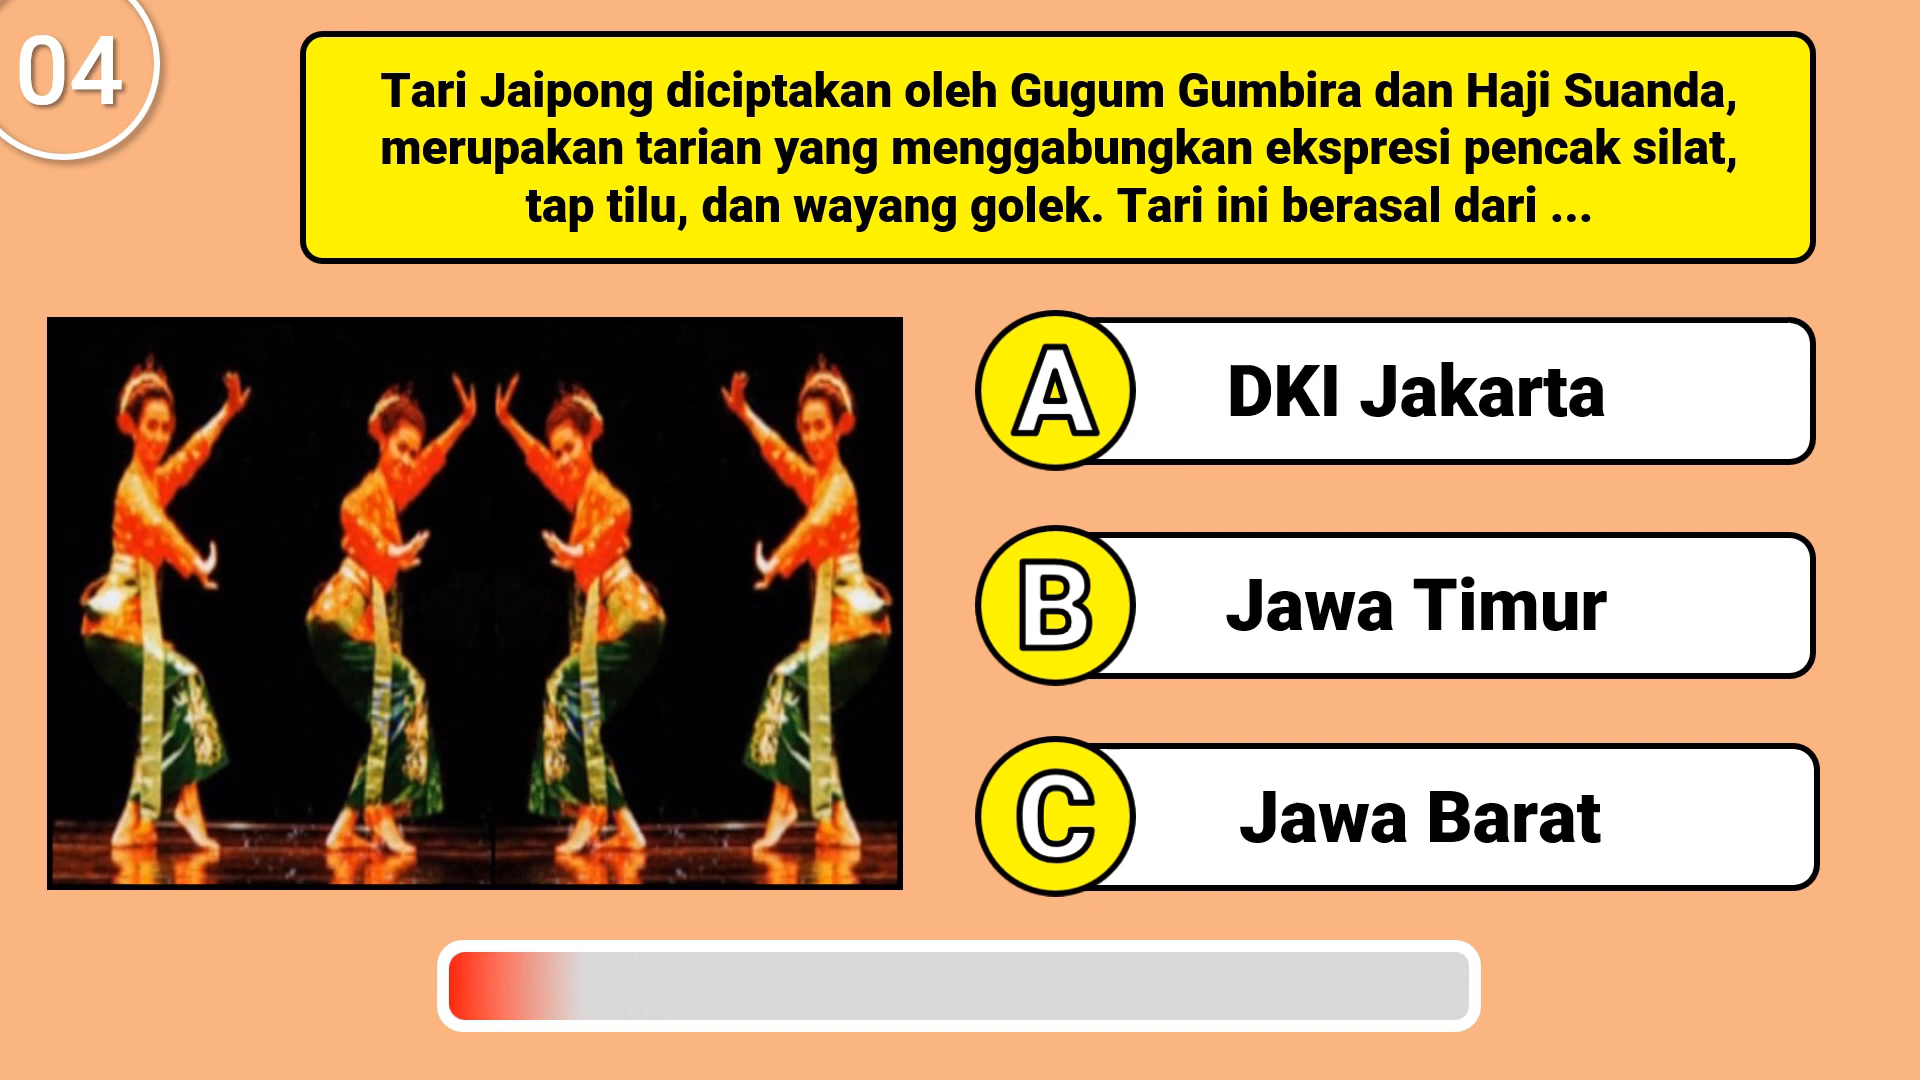 04
Tari Jaipong diciptakan oleh Gugum Gumbira dan Haji Suanda,
merupakan tarian yang menggabungkan ekspresi pencak silat,
tap tilu, dan wayang golek. Tari ini berasal dari ...
A DKI Jakarta
B Jawa Timur
C Jawa Barat